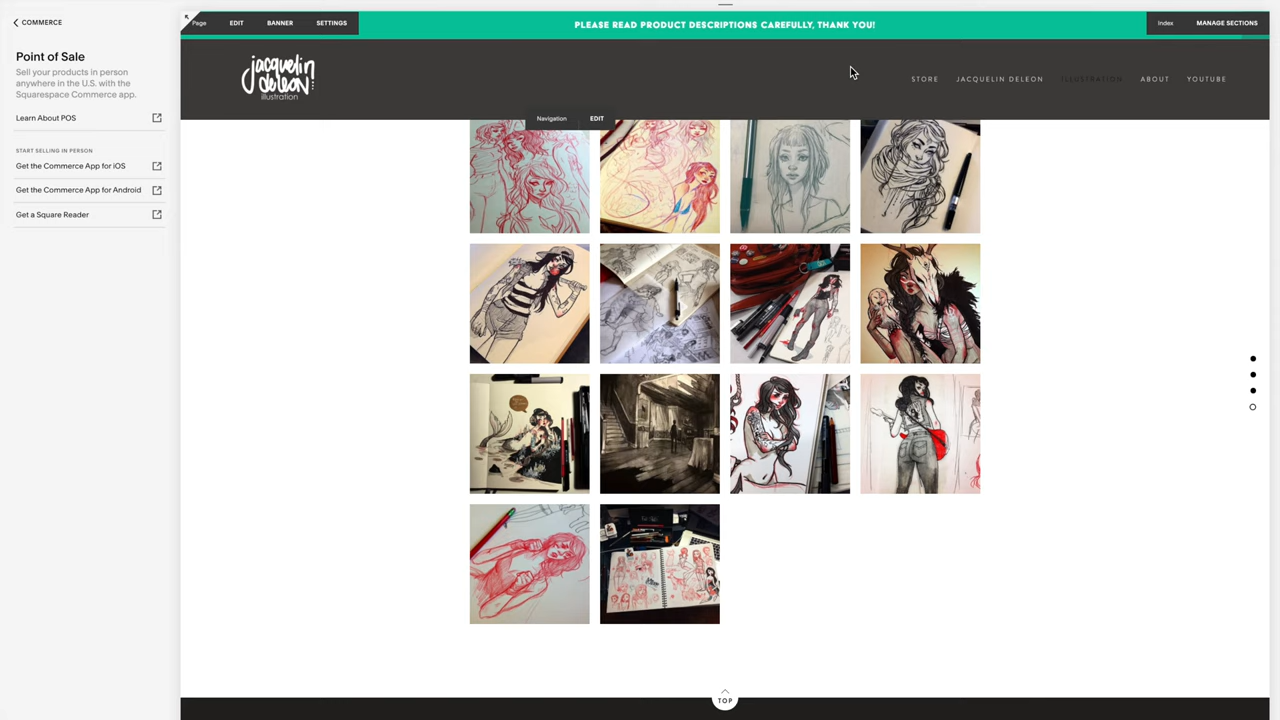 COMMERCE
Point of Sale
Sell your products in person
anywhere in the U.S. with the
Squarespace Commerce app.
Learn About POS
START SELLING IN PERSON
Get the Commerce App for iOS
Get the Commerce App for Android
Get a Square Reader
Page EDIT BANNER SETTINGS
PLEASE READ PRODUCT DESCRIPTIONS CAREFULLY, THANK YOU!
Index MANAGE SECTIONS
jacquelin
deleon
illustration
STORE JACQUELIN DELEON ILLUSTRATION ABOUT YOUTUBE
Navigation EDIT
TOP